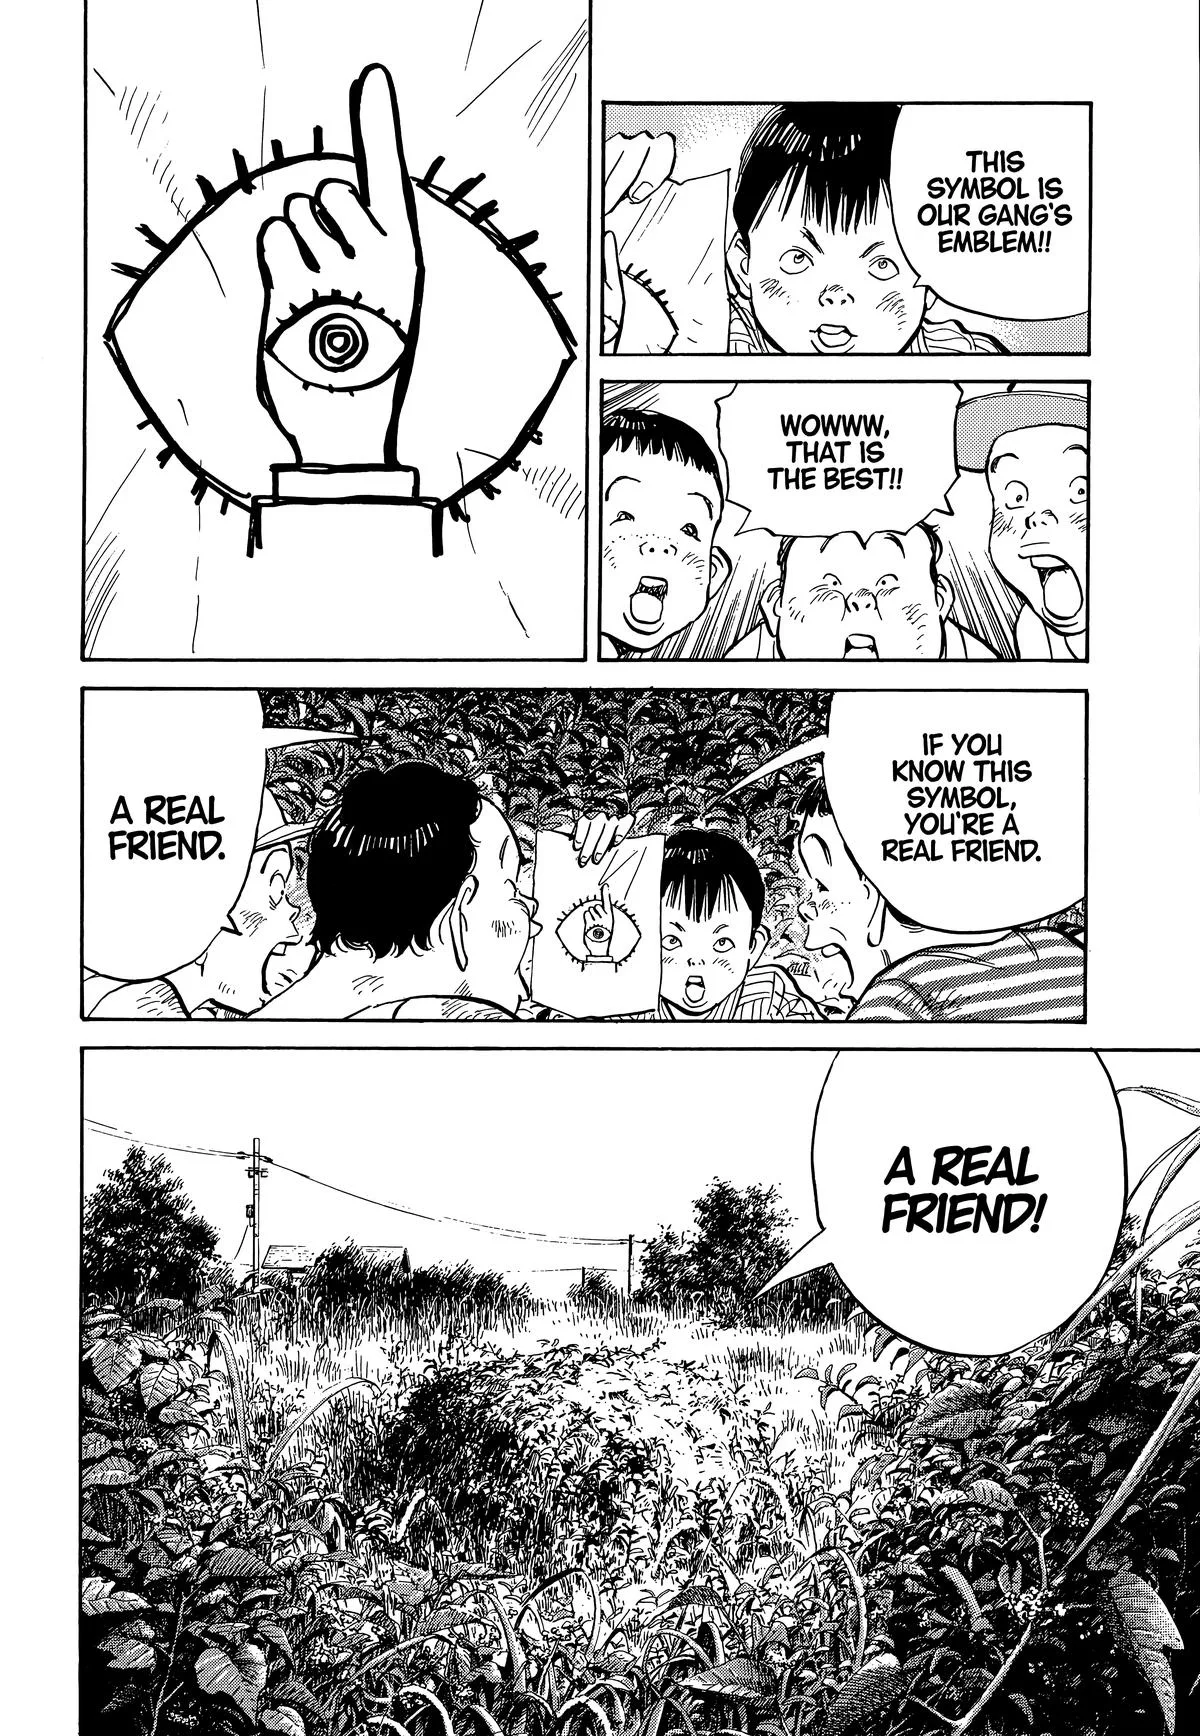 THIS
SYMBOL IS
OUR GANG'S
EMBLEM!!
WOWWW,
THAT IS
THE BEST!!
IF YOU
KNOW THIS
SYMBOL,
YOU'RE A
REAL FRIEND.
A REAL
FRIEND.
A REAL
FRIEND!